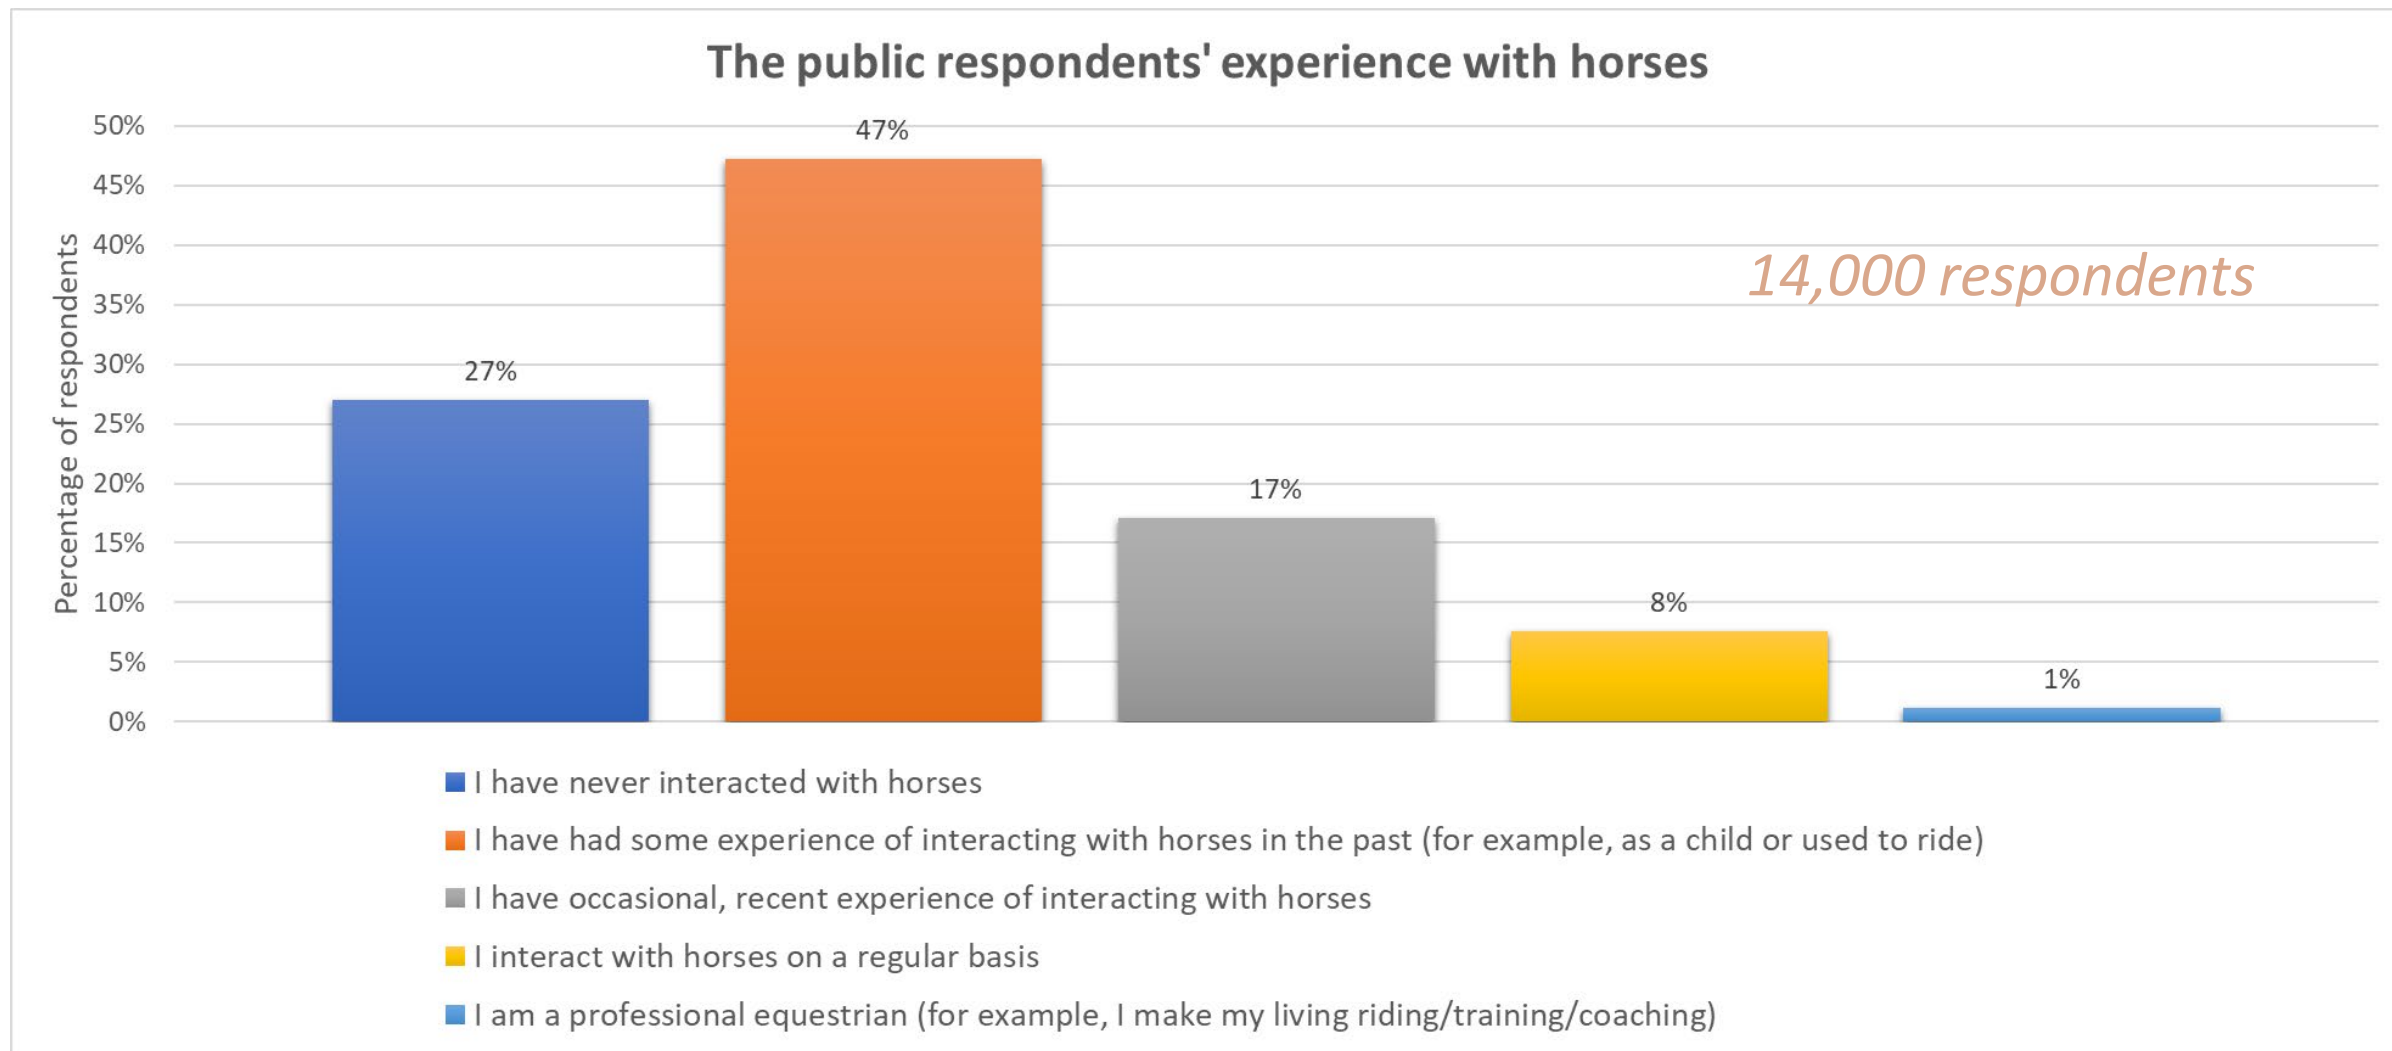 The public respondents' experience with horses
50%
45%
40%
35%
30%
25%
20%
15%
10%
5%
0%
Percentage of respondents
27%
47%
17%
8%
1%
14,000 respondents
I have never interacted with horses
I have had some experience of interacting with horses in the past (for example, as a child or used to ride)
I have occasional, recent experience of interacting with horses
I interact with horses on a regular basis
I am a professional equestrian (for example, I make my living riding/training/coaching)